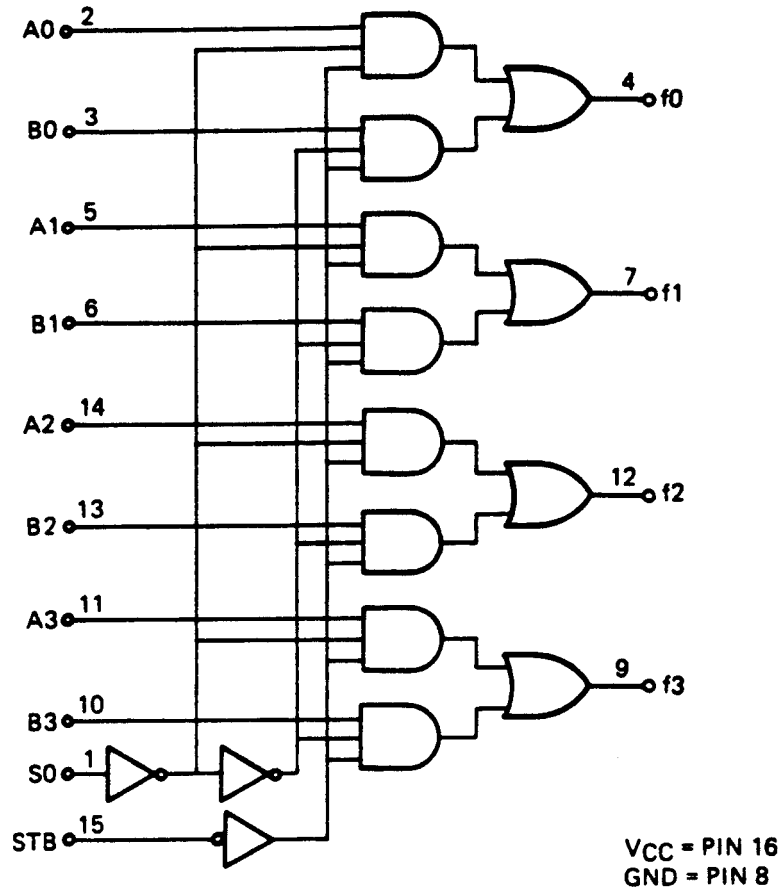 A0 2
4 f0
B0 3
A1 5
7 f1
B1 6
A2 14
12 f2
B2 13
A3 11
9 f3
B3 10
S0 1
STB 15
VCC = PIN 16
GND = PIN 8